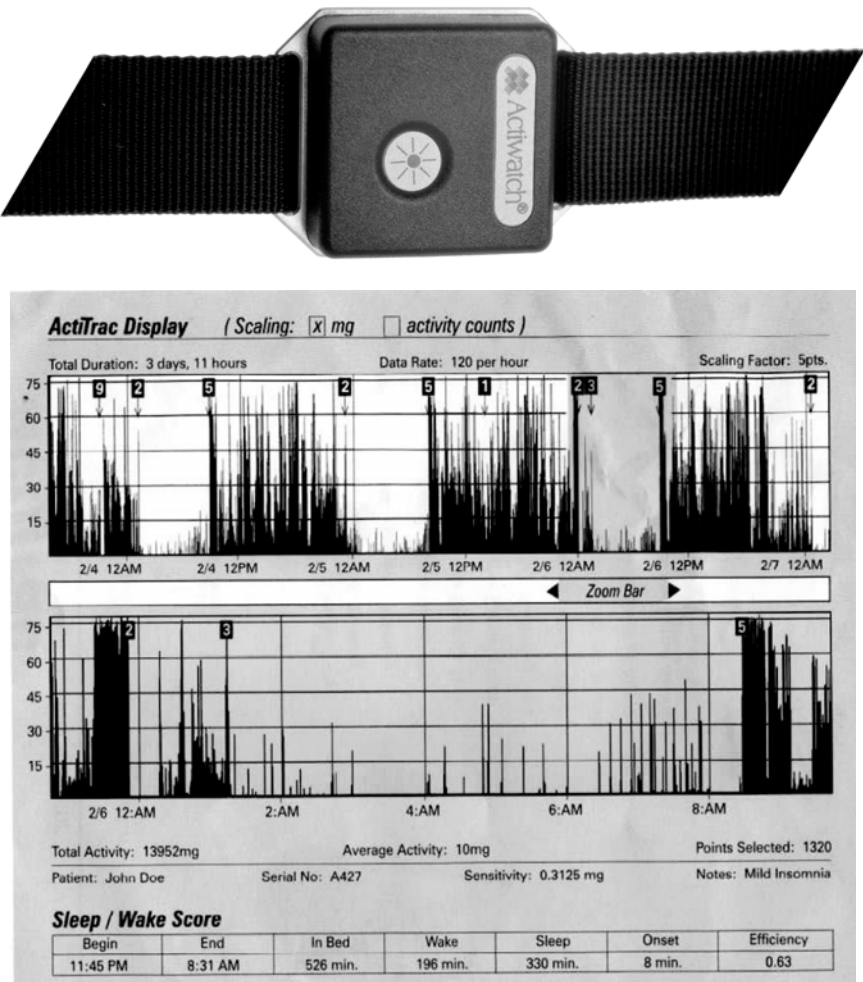 Actiwatch®
ActiTrac Display ( Scaling: x mg activity counts )
Total Duration: 3 days, 11 hours Data Rate: 120 per hour Scaling Factor: 5pts.
75
9 2 5 2 5 1 2 3 5 2
60
45
30
15
2/4 12AM 2/4 12PM 2/5 12AM 2/5 12PM 2/6 12AM 2/6 12PM 2/7 12AM
Zoom Bar
75
2 3 5
60
45
30
15
2/6 12:AM 2:AM 4:AM 6:AM 8:AM
Total Activity: 13952mg Average Activity: 10mg Points Selected: 1320
Patient: John Doe Serial No: A427 Sensitivity: 0.3125 mg Notes: Mild Insomnia
Sleep / Wake Score
Begin End In Bed Wake Sleep Onset Efficiency
11:45 PM 8:31 AM 526 min. 196 min. 330 min. 8 min. 0.63